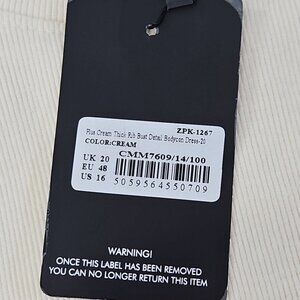 ZPK-1267
Plus Cream Thick Rib Bust Detail Bodycon Dress-20
COLOR:CREAM
UK 20
EU 48
US 16
CMM7609/14/100
5059564550709
WARNING!
ONCE THIS LABEL HAS BEEN REMOVED
YOU CAN NO LONGER RETURN THIS ITEM